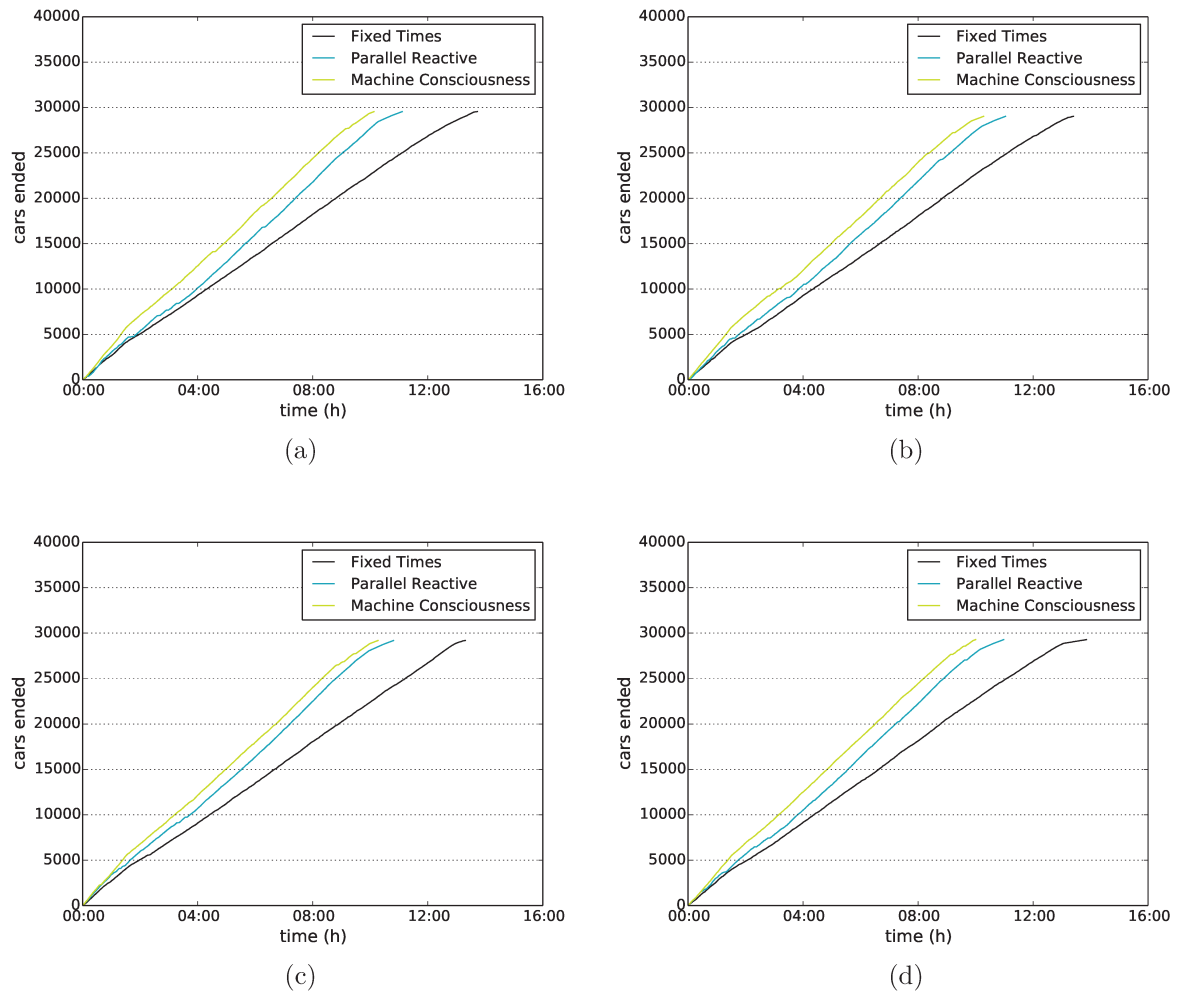 40000
35000
30000
25000
20000
15000
10000
5000
0
cars ended
00:00 04:00 08:00 12:00 16:00
time (h)
Fixed Times
Parallel Reactive
Machine Consciousness
(a)
40000
35000
30000
25000
20000
15000
10000
5000
0
cars ended
00:00 04:00 08:00 12:00 16:00
time (h)
Fixed Times
Parallel Reactive
Machine Consciousness
(b)
40000
35000
30000
25000
20000
15000
10000
5000
0
cars ended
00:00 04:00 08:00 12:00 16:00
time (h)
Fixed Times
Parallel Reactive
Machine Consciousness
(c)
40000
35000
30000
25000
20000
15000
10000
5000
0
cars ended
00:00 04:00 08:00 12:00 16:00
time (h)
Fixed Times
Parallel Reactive
Machine Consciousness
(d)